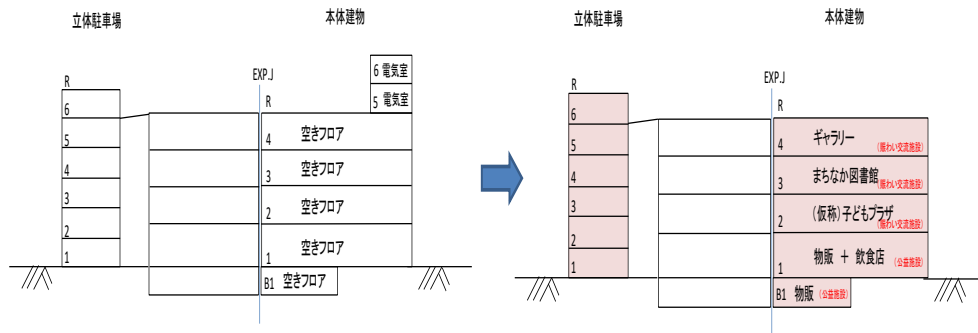 立体駐車場
本体建物
EXP.J
6 電気室
5 電気室
R
R
6
5
4
3
2
1
4 空きフロア
3 空きフロア
2 空きフロア
1 空きフロア
B1 空きフロア
立体駐車場
本体建物
EXP.J
R
R
6
5
4
3
2
1
4 ギャラリー (賑わい交流施設)
3 まちなか図書館 (賑わい交流施設)
2 (仮称)子どもプラザ (賑わい交流施設)
1 物販 + 飲食店 (公益施設)
B1 物販 (公益施設)